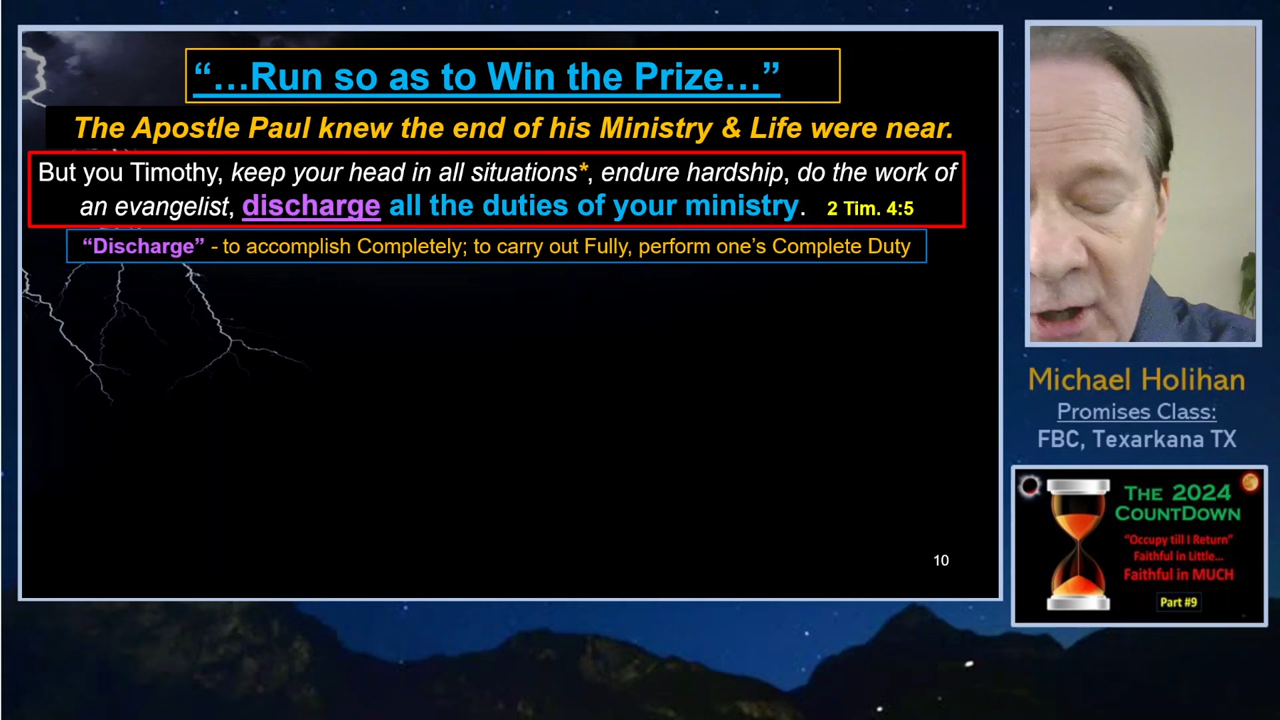 “…Run so as to Win the Prize…”
The Apostle Paul knew the end of his Ministry & Life were near.
But you Timothy, keep your head in all situations*, endure hardship, do the work of
an evangelist, discharge all the duties of your ministry. 2 Tim. 4:5
“Discharge” - to accomplish Completely; to carry out Fully, perform one’s Complete Duty
10
Michael Holihan
Promises Class:
FBC, Texarkana TX
THE 2024
COUNTDOWN
“Occupy till I Return”
Faithful in Little...
Faithful in MUCH
Part #9